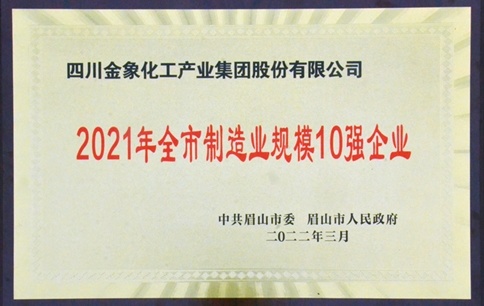 四川金象化工产业集团股份有限公司
2021年全市制造业规模10强企业
中共眉山市委 眉山市人民政府
二〇二二年三月